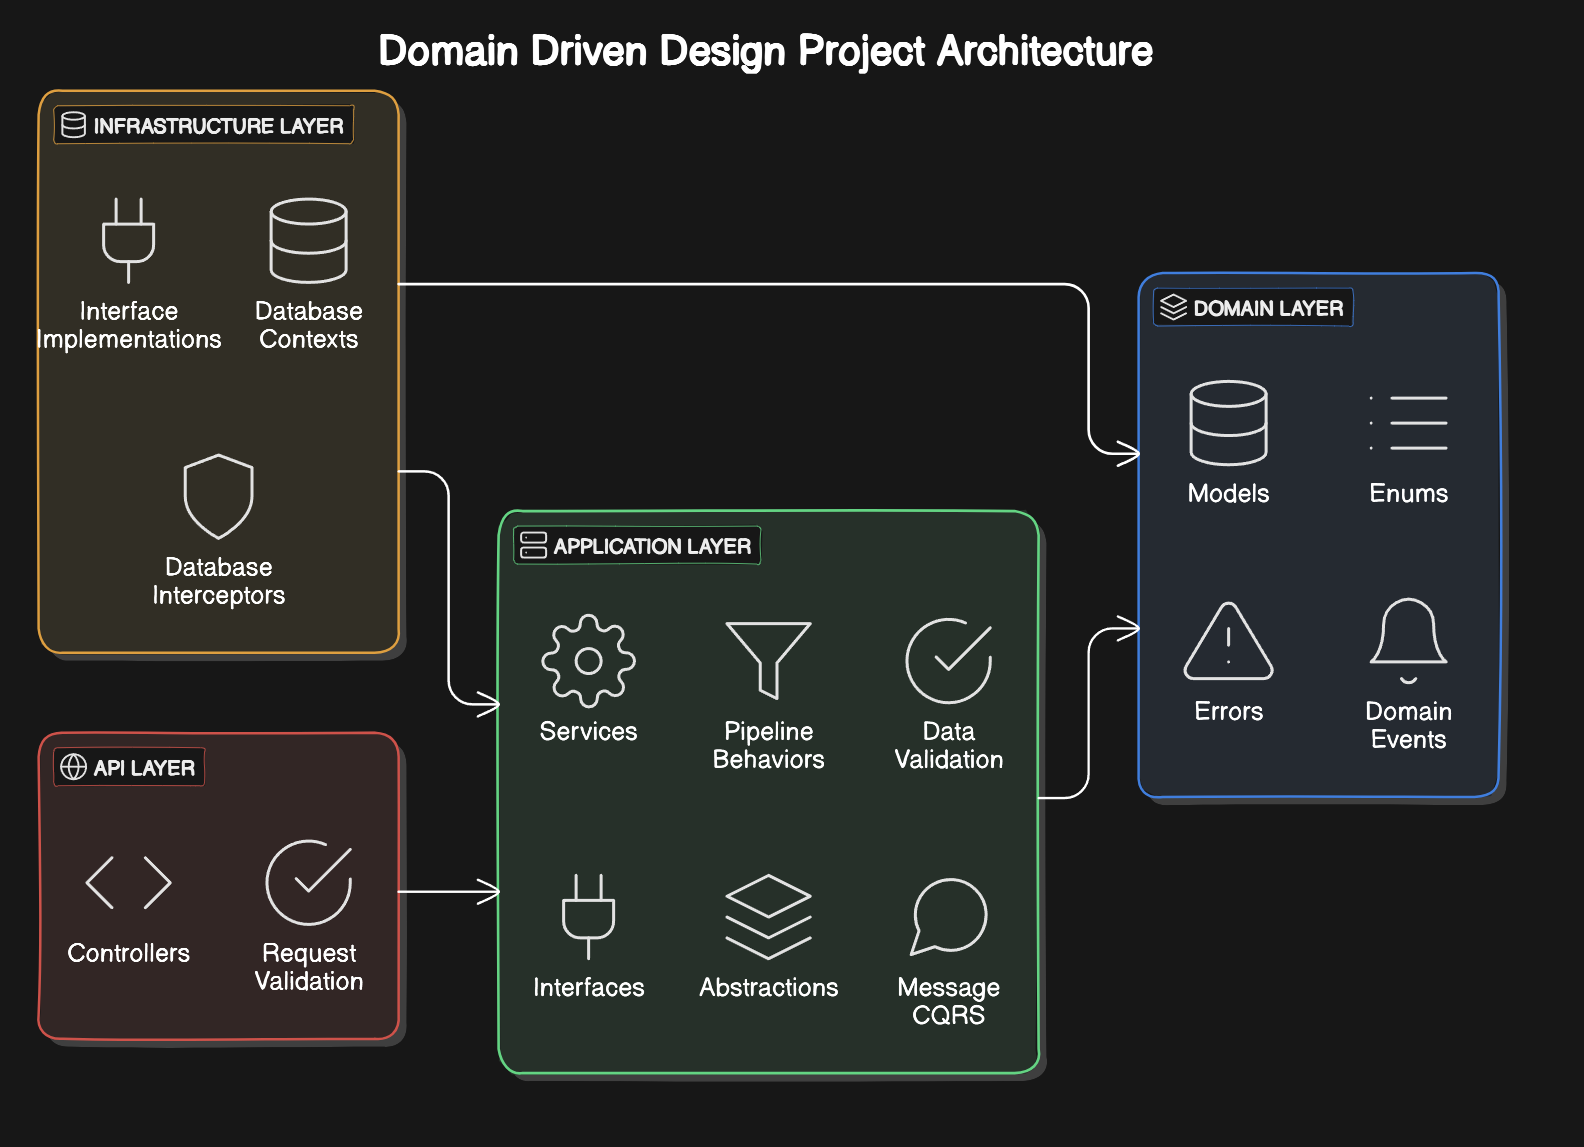 Domain Driven Design Project Architecture
INFRASTRUCTURE LAYER
Interface
Implementations
Database
Contexts
Database
Interceptors
DOMAIN LAYER
Models
Enums
Errors
Domain
Events
APPLICATION LAYER
Services
Pipeline
Behaviors
Data
Validation
Interfaces
Abstractions
Message
CQRS
API LAYER
Controllers
Request
Validation